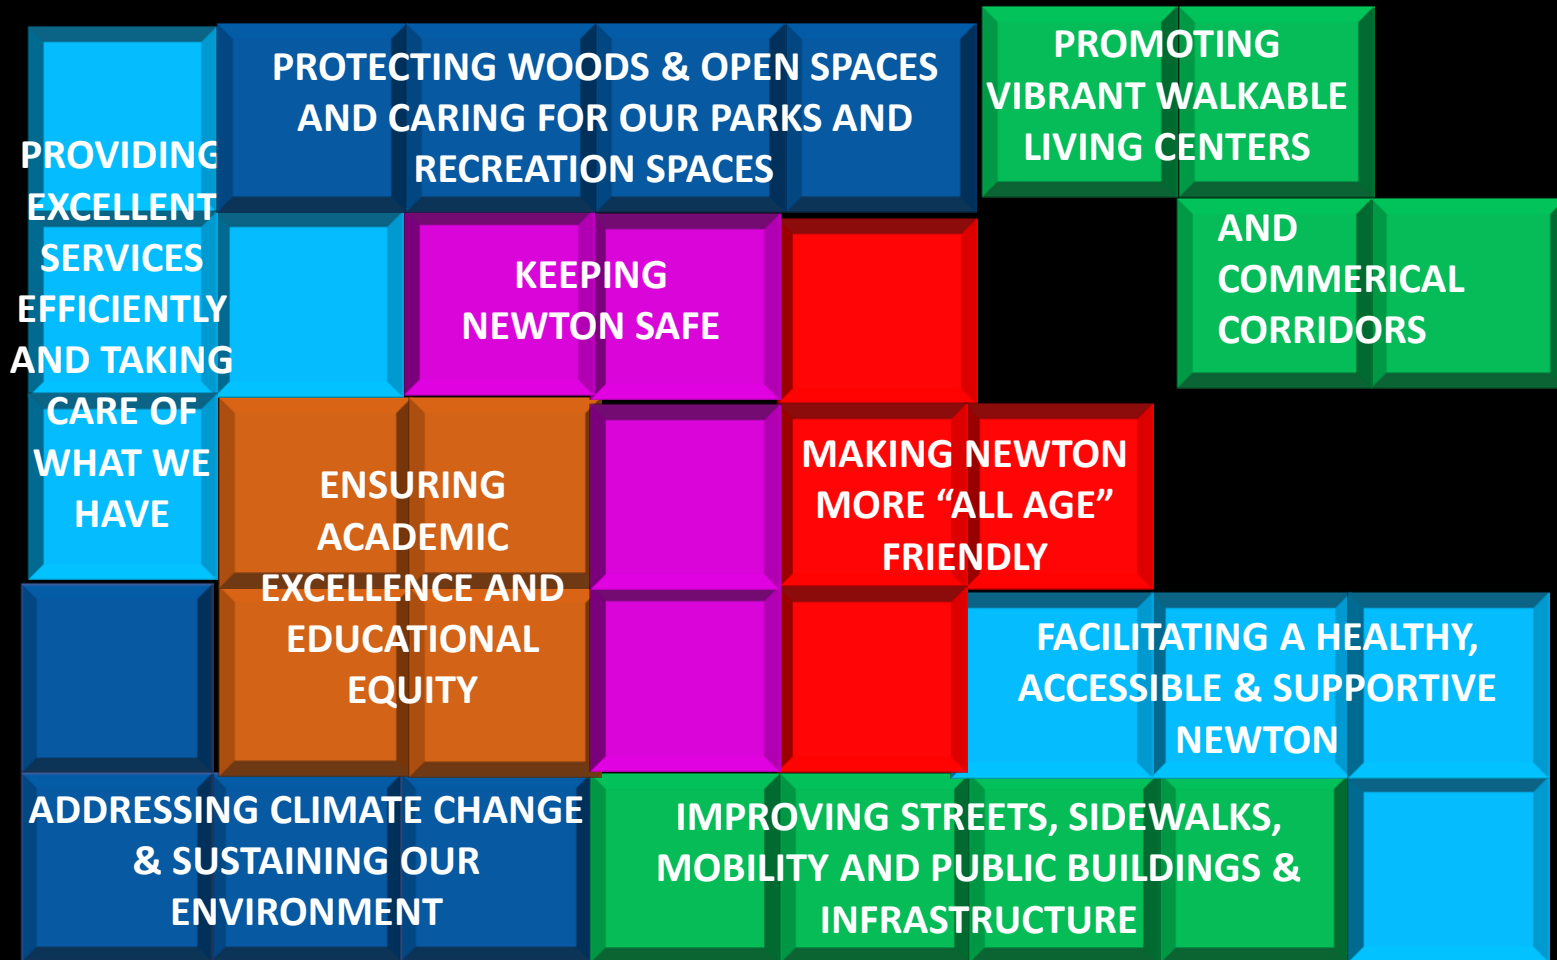 PROVIDING
EXCELLENT
SERVICES
EFFICIENTLY
AND TAKING
CARE OF
WHAT WE
HAVE
PROTECTING WOODS & OPEN SPACES
AND CARING FOR OUR PARKS AND
RECREATION SPACES
PROMOTING
VIBRANT WALKABLE
LIVING CENTERS
AND
COMMERICAL
CORRIDORS
KEEPING
NEWTON SAFE
ENSURING
ACADEMIC
EXCELLENCE AND
EDUCATIONAL
EQUITY
MAKING NEWTON
MORE “ALL AGE”
FRIENDLY
FACILITATING A HEALTHY,
ACCESSIBLE & SUPPORTIVE
NEWTON
ADDRESSING CLIMATE CHANGE
& SUSTAINING OUR
ENVIRONMENT
IMPROVING STREETS, SIDEWALKS,
MOBILITY AND PUBLIC BUILDINGS &
INFRASTRUCTURE